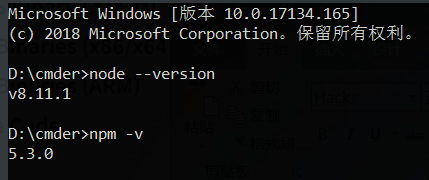 Microsoft Windows [版本 10.0.17134.165]
(c) 2018 Microsoft Corporation。保留所有权利。
D:\cmder>node --version
v8.11.1
D:\cmder>npm -v
5.3.0